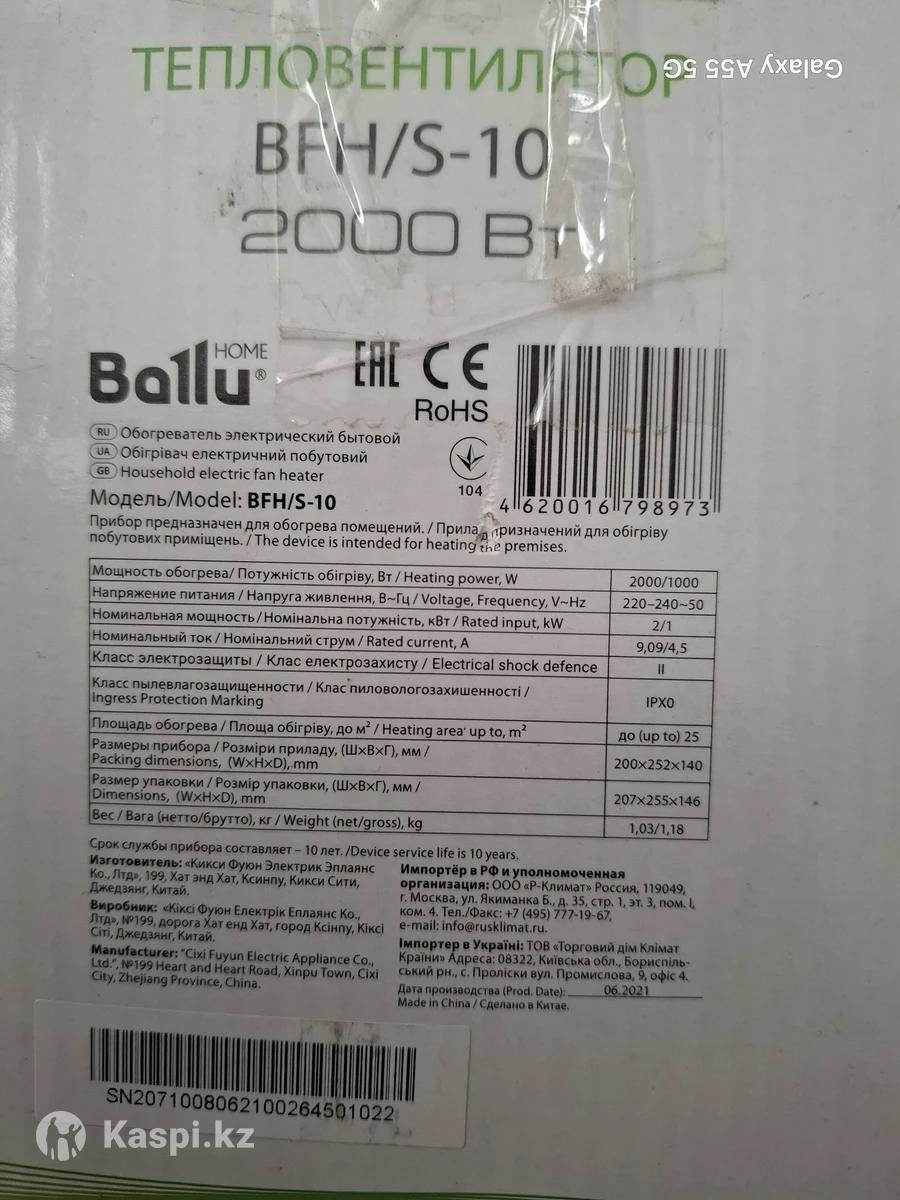 ТЕПЛОВЕНТИЛЯТОР
Galaxy A55 5G
BFH/S-10
2000 Вт
Ballu HOME ®
EAC CE
RoHS
104
4 620016 798973
RU Обогреватель электрический бытовой
UA Обігрівач електричний побутовий
GB Household electric fan heater
Модель/Model: BFH/S-10
Прибор предназначен для обогрева помещений. / Прилад призначений для обігріву
побутових приміщень. / The device is intended for heating the premises.
Мощность обогрева/ Потужність обігріву, Вт / Heating power, W 2000/1000
Напряжение питания / Напруга живлення, В~Гц / Voltage, Frequency, V~Hz 220–240~50
Номинальная мощность / Номінальна потужність, кВт / Rated input, kW 2/1
Номинальный ток / Номінальний струм / Rated current, A 9,09/4,5
Класс электрозащиты / Клас електрозахисту / Electrical shock defence II
Класс пылевлагозащищенности / Клас пиловологозахишенності /
Ingress Protection Marking IPX0
Площадь обогрева / Площа обігріву, до м² / Heating area' up to, m² до (up to) 25
Размеры прибора / Розміри приладу, (Ш×В×Г), мм /
Packing dimensions, (W×H×D), mm 200×252×140
Размер упаковки / Розмір упаковки, (Ш×В×Г), мм /
Dimensions, (W×H×D), mm 207×255×146
Вес / Вага (нетто/брутто), кг / Weight (net/gross), kg 1,03/1,18
Срок службы прибора составляет – 10 лет. /Device service life is 10 years.
Изготовитель: «Кикси Фуюн Электрик Эплаянс
Ко., Лтд», 199, Хат энд Хат, Ксинпу, Кикси Сити,
Джедзянг, Китай.
Виробник: «Кіксі Фуюн Електрік Еплаянс Ко.,
Лтд», №199, дорога Хат енд Хат, город Ксінпу, Кіксі
Сіті, Джедзянг, Китай.
Manufacturer: "Cixi Fuyun Electric Appliance Co.,
Ltd.", №199 Heart and Heart Road, Xinpu Town, Cixi
City, Zhejiang Province, China.
Импортёр в РФ и уполномоченная
организация: ООО «Р-Климат» Россия, 119049,
г. Москва, ул. Якиманка Б., д. 35, стр. 1, эт. 3, пом. I,
ком. 4. Тел./Факс: +7 (495) 777-19-67,
e-mail: info@rusklimat.ru
Імпортер в Україні: ТОВ «Торговий дім Клімат
Країни» Адреса: 08322, Київська обл., Бориспіль-
ський рн., с. Проліски вул. Промислова, 9, офіс 4.
Дата производства (Prod. Date): 06.2021
Made in China / Сделано в Китае.
SN2071008062100264501022
Kaspi.kz